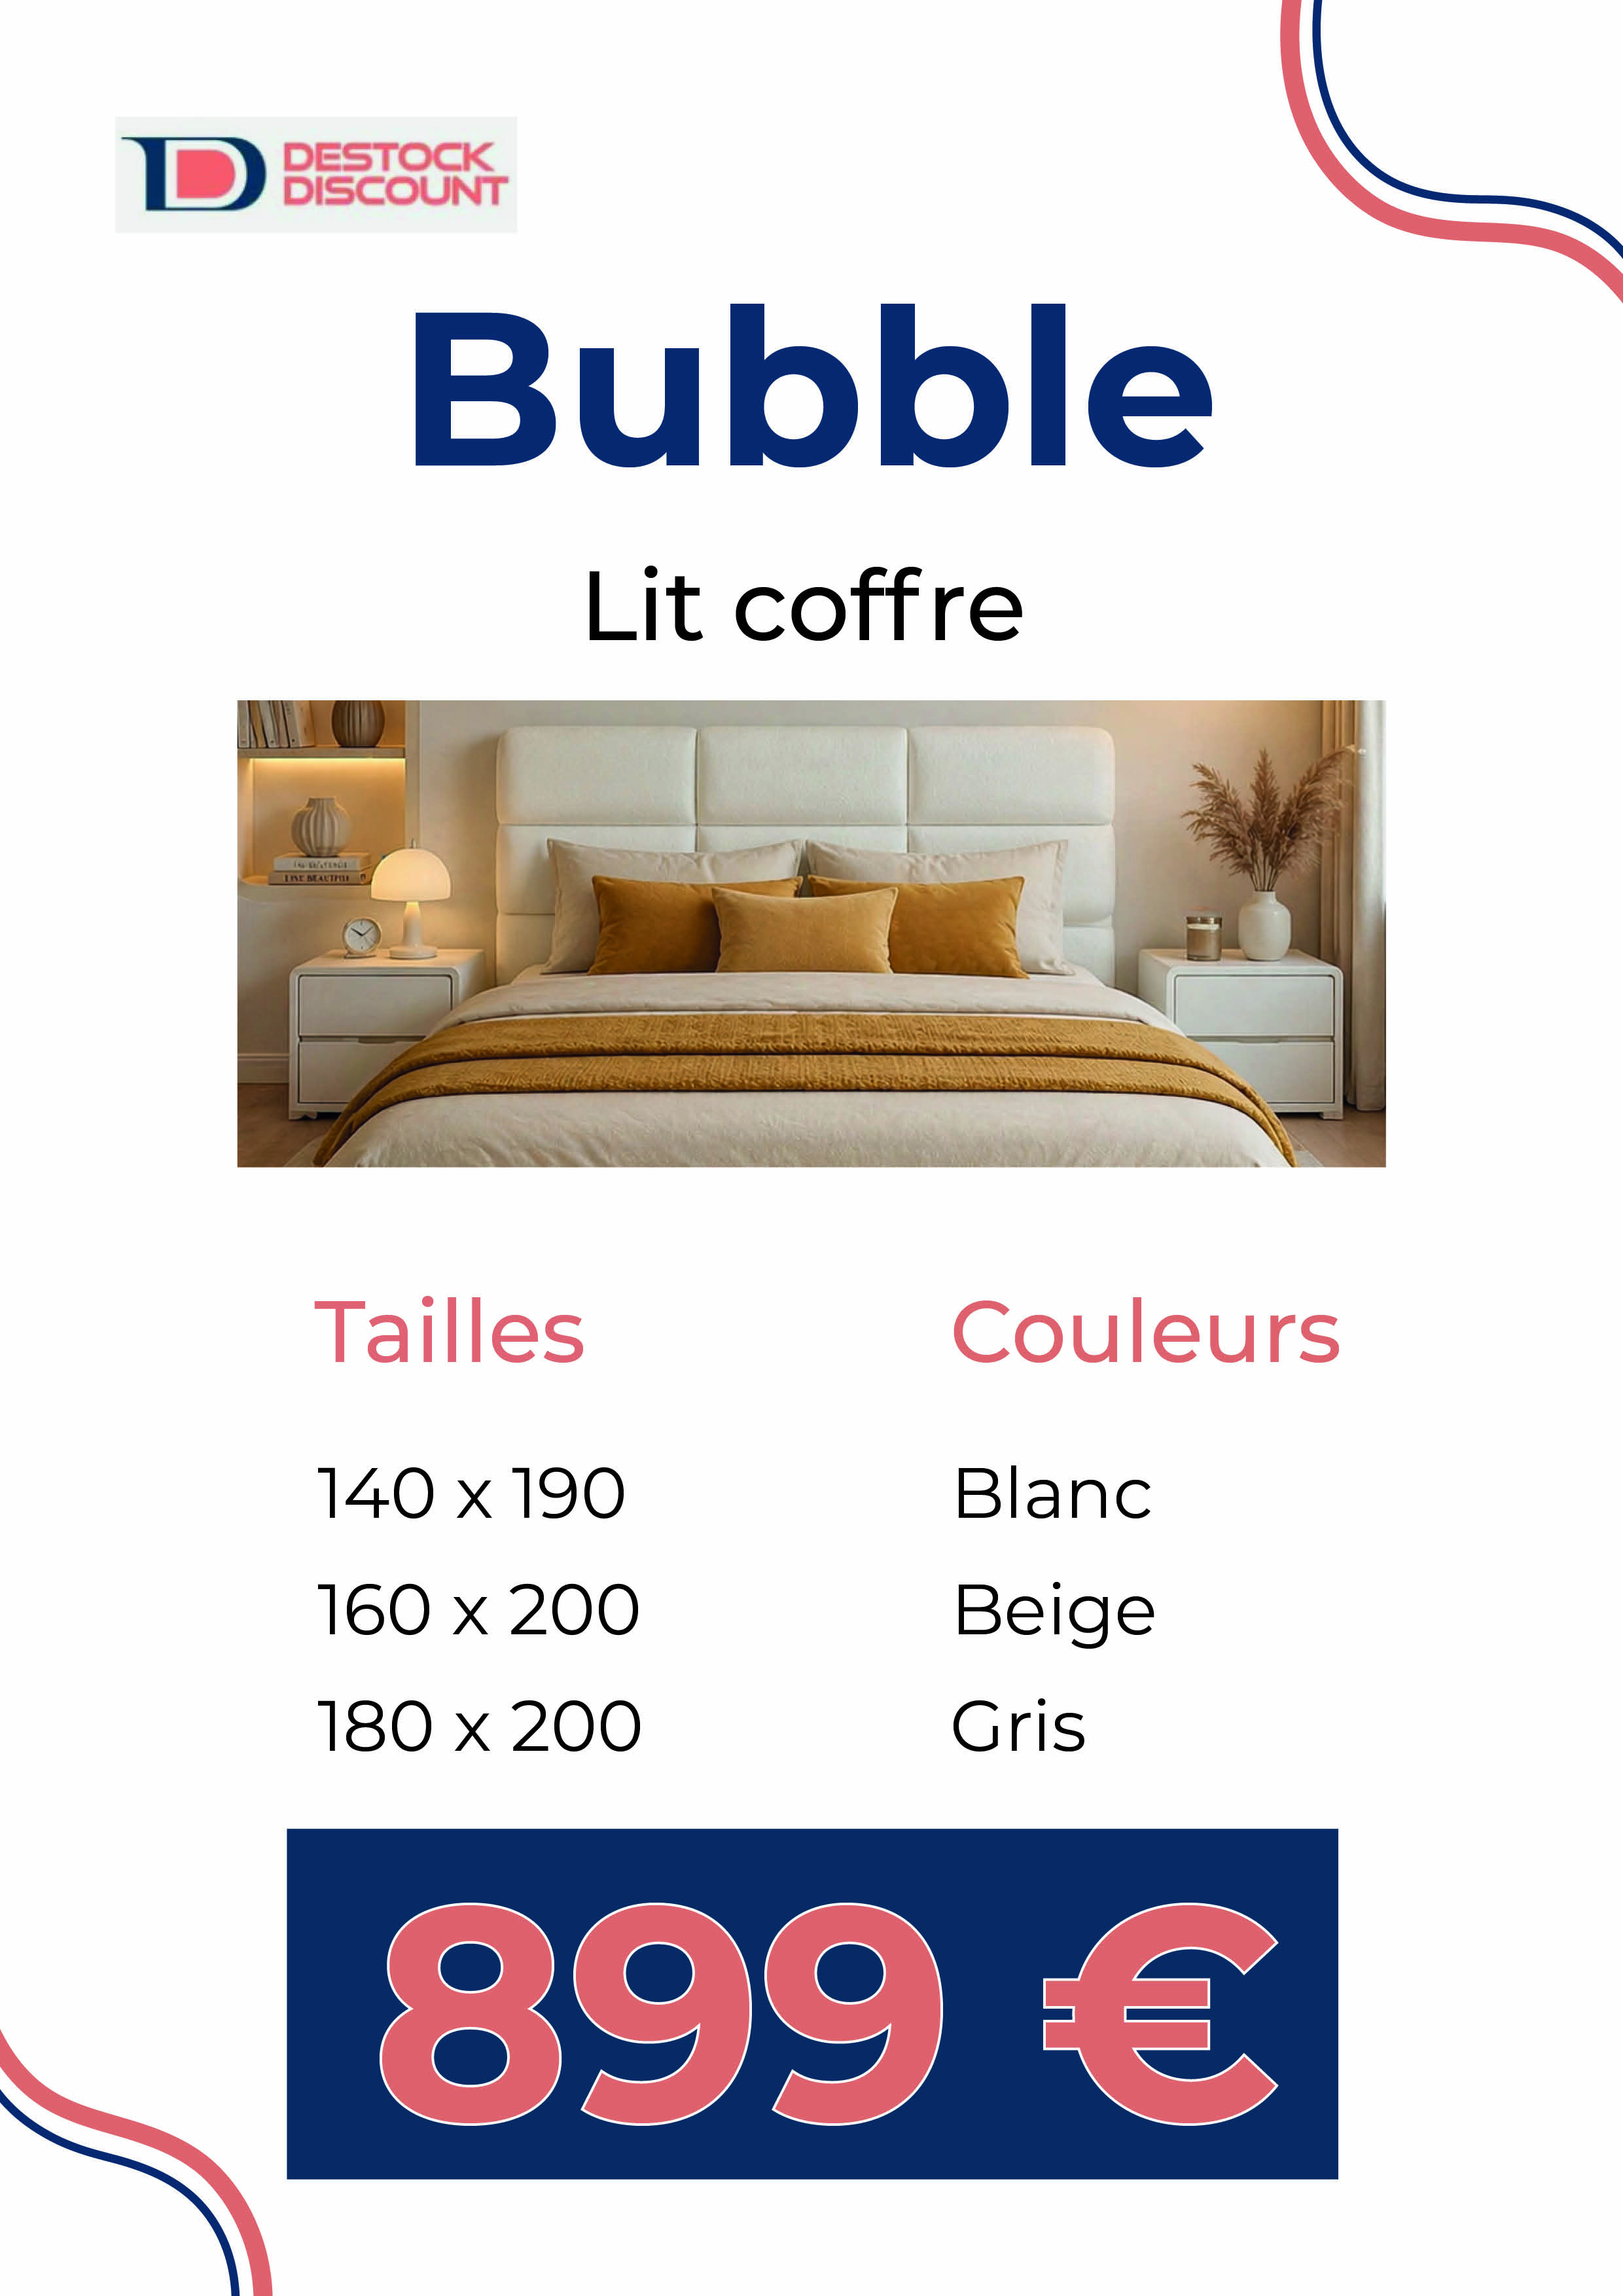 DESTOCK
DISCOUNT
Bubble
Lit coffre
Tailles
140 x 190
160 x 200
180 x 200
Couleurs
Blanc
Beige
Gris
899 €